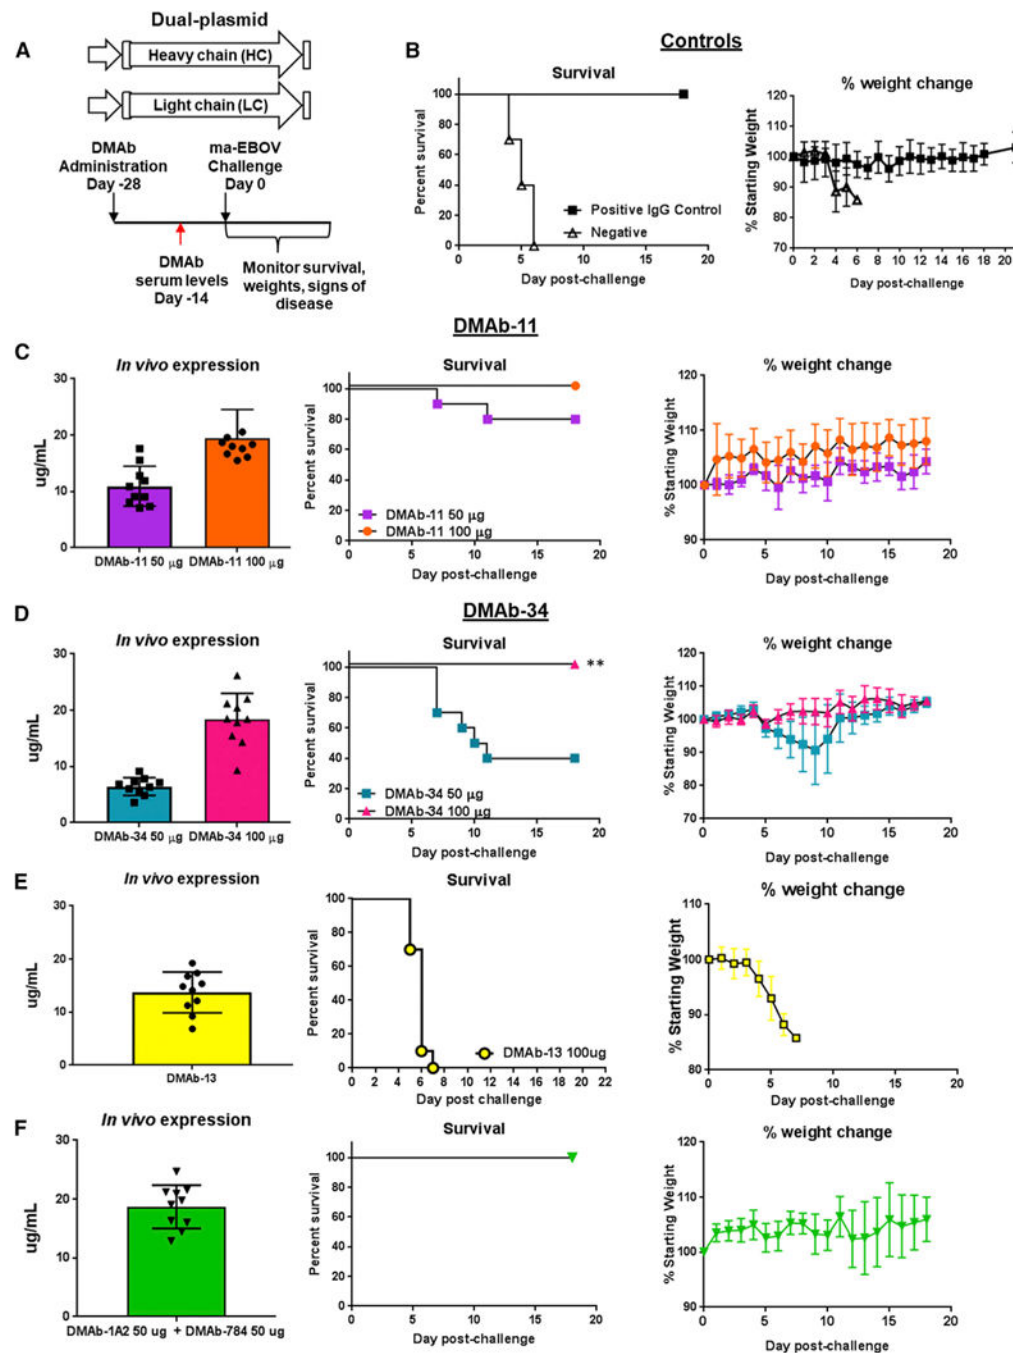 Dual-plasmid
A
Heavy chain (HC)
Light chain (LC)
DMAb
Administration
Day -28
ma-EBOV
Challenge
Day 0
DMAb
serum levels
Day -14
Monitor survival,
weights, signs of
disease
Controls
B
Survival
Percent survival
100
80
60
40
20
0
0 5 10 15 20
Day post-challenge
Positive IgG Control
Negative
% weight change
% Starting Weight
120
110
100
90
80
70
0 2 4 6 8 10 12 14 16 18 20
Day post-challenge
DMAb-11
C
In vivo expression
ug/mL
30
20
10
0
DMAb-11 50 µg DMAb-11 100 µg
Survival
Percent survival
100
80
60
40
20
0
DMAb-11 50 µg
DMAb-11 100 µg
0 5 10 15 20
Day post-challenge
% weight change
% Starting Weight
120
110
100
90
0 5 10 15 20
Day post-challenge
DMAb-34
D
In vivo expression
ug/mL
30
20
10
0
DMAb-34 50 µg DMAb-34 100 µg
Survival
**
Percent survival
100
80
60
40
20
0
DMAb-34 50 µg
DMAb-34 100 µg
0 5 10 15 20
Day post-challenge
% weight change
% Starting Weight
120
110
100
90
80
70
0 5 10 15 20
Day post-challenge
E
In vivo expression
ug/mL
30
20
10
0
DMAb-13
Survival
Percent survival
100
80
60
40
20
0
DMAb-13 100ug
0 2 4 6 8 10 12 14 16 18 20 22
Day post challenge
% weight change
% Starting Weight
110
100
90
80
0 5 10 15 20
Day post-challenge
F
In vivo expression
ug/mL
30
20
10
0
DMAb-1A2 50 ug + DMAb-784 50 ug
Survival
Percent survival
100
80
60
40
20
0
0 5 10 15 20
Day post-challenge
% weight change
% Starting Weight
120
110
100
90
0 5 10 15 20
Day post-challenge